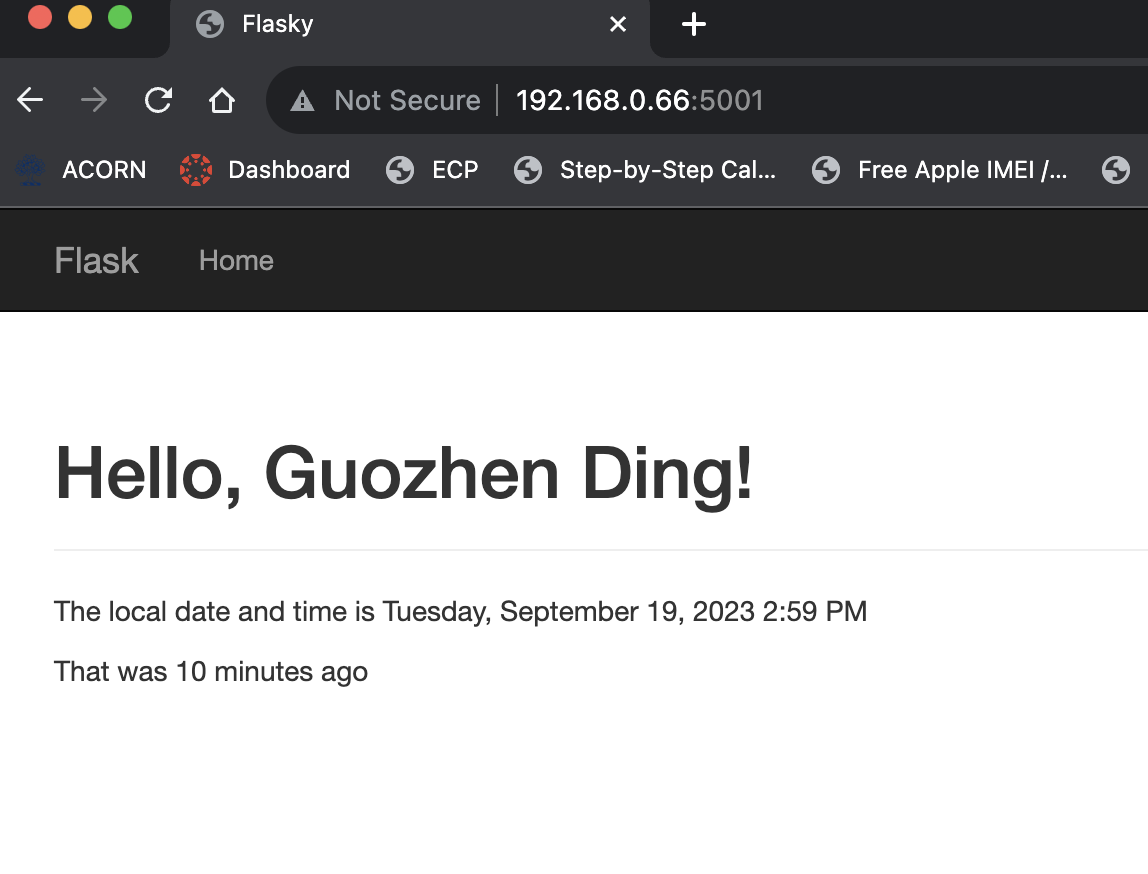 Flasky
Not Secure 192.168.0.66:5001
ACORN Dashboard ECP Step-by-Step Cal... Free Apple IMEI /...
Flask Home
Hello, Guozhen Ding!
The local date and time is Tuesday, September 19, 2023 2:59 PM
That was 10 minutes ago